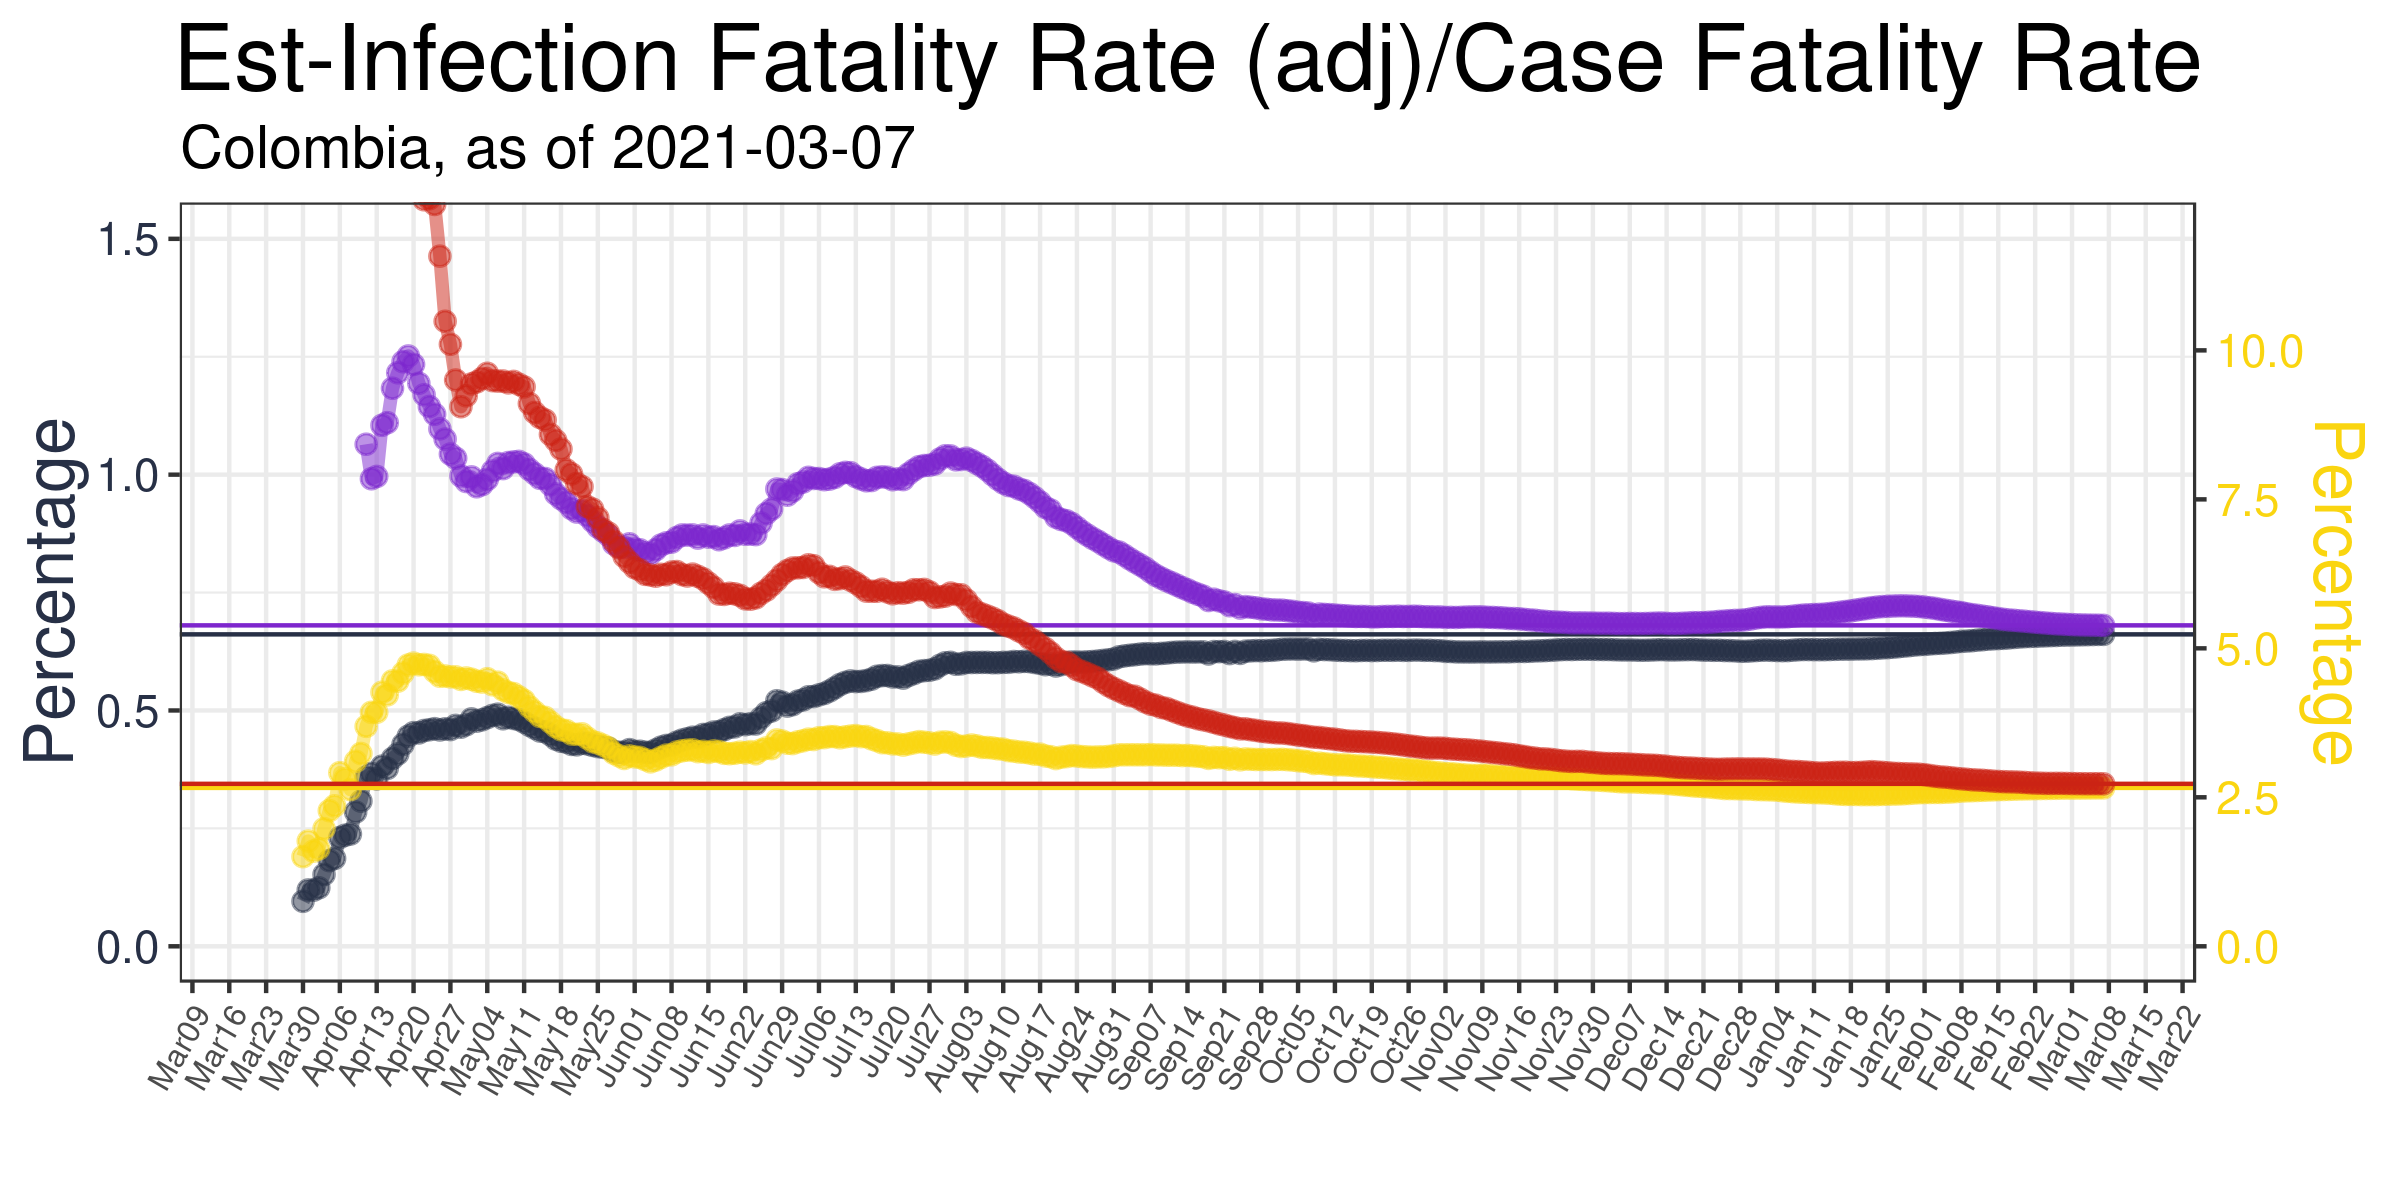 Est-Infection Fatality Rate (adj)/Case Fatality Rate
Colombia, as of 2021-03-07
Percentage
1.5
1.0
0.5
0.0
10.0
7.5
5.0
2.5
0.0
Percentage
Mar09 Mar16 Mar23 Mar30 Apr06 Apr13 Apr20 Apr27 May04 May11 May18 May25 Jun01 Jun08 Jun15 Jun22 Jun29 Jul06 Jul13 Jul20 Jul27 Aug03 Aug10 Aug17 Aug24 Aug31 Sep07 Sep14 Sep21 Sep28 Oct05 Oct12 Oct19 Oct26 Nov02 Nov09 Nov16 Nov23 Nov30 Dec07 Dec14 Dec21 Dec28 Jan04 Jan11 Jan18 Jan25 Feb01 Feb08 Feb15 Feb22 Mar01 Mar08 Mar15 Mar22